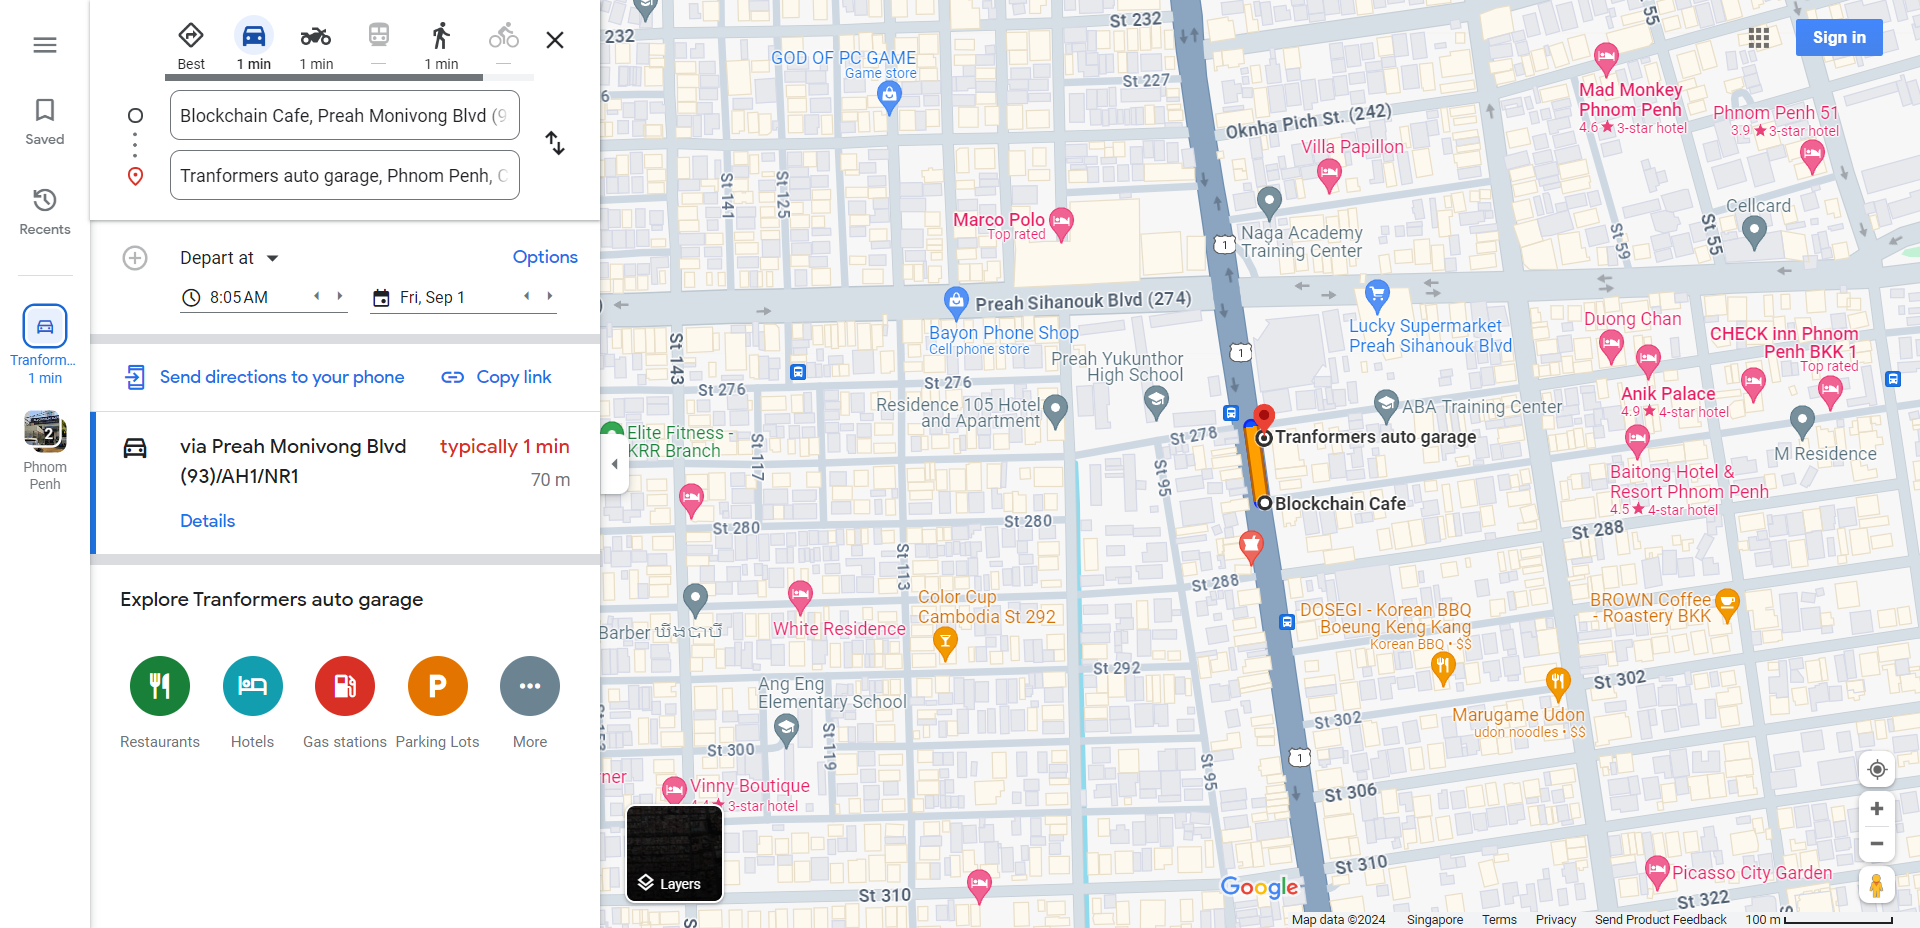 Best
1 min
1 min
—
1 min
—
Blockchain Cafe, Preah Monivong Blvd (9
Tranformers auto garage, Phnom Penh, C
Saved
Recents
Tranform...
1 min
2
Phnom
Penh
Depart at
Options
8:05 AM
Fri, Sep 1
Send directions to your phone
Copy link
via Preah Monivong Blvd
(93)/AH1/NR1
typically 1 min
70 m
Details
Explore Tranformers auto garage
Restaurants
Hotels
Gas stations
P
Parking Lots
More
Sign in
232
St 232
GOD OF PC GAME
Game store
St 227
6
Oknha Pich St. (242)
Villa Papillon
Mad Monkey
Phnom Penh
4.6★ 3-star hotel
Phnom Penh 51
3.9 ★ 3-star hotel
55
St 141
St 125
Marco Polo
Top rated
1
Naga Academy
Training Center
Cellcard
St 59
St 55
Preah Sihanouk Blvd (274)
Bayon Phone Shop
Cell phone store
Lucky Supermarket
Preah Sihanouk Blvd
Duong Chan
CHECK inn Phnom
Penh BKK 1
Top rated
St 143
1
Preah Yukunthor
High School
St 276
St 276
Residence 105 Hotel
and Apartment
ABA Training Center
Anik Palace
4.9★ 4-star hotel
Elite Fitness -
KRR Branch
St 117
St 278
Tranformers auto garage
M Residence
St 95
Baitong Hotel &
Resort Phnom Penh
4.5★ 4-star hotel
Blockchain Cafe
St 280
St 280
St 288
St 113
St 288
Color Cup
Cambodia St 292
DOSEGI - Korean BBQ
Boeung Keng Kang
Korean BBQ • $$
BROWN Coffee
- Roastery BKK
Barber ឃីងបាបី
White Residence
St 292
Ang Eng
Elementary School
St 302
St 302
Marugame Udon
udon noodles • $$
St 300
St 119
St 95
1
ner
Vinny Boutique
4.4★ 3-star hotel
St 306
Layers
St 310
St 310
Picasso City Garden
St 322
Google
Map data ©2024
Singapore
Terms
Privacy
Send Product Feedback
100 m